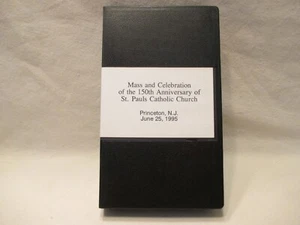 Mass and Celebration
of the 150th Anniversary of
St. Pauls Catholic Church
Princeton, N.J.
June 25, 1995